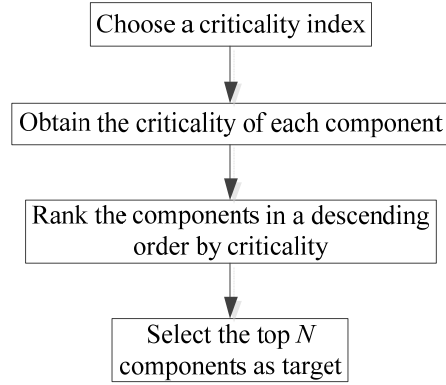 Choose a criticality index
Obtain the criticality of each component
Rank the components in a descending
order by criticality
Select the top N
components as target